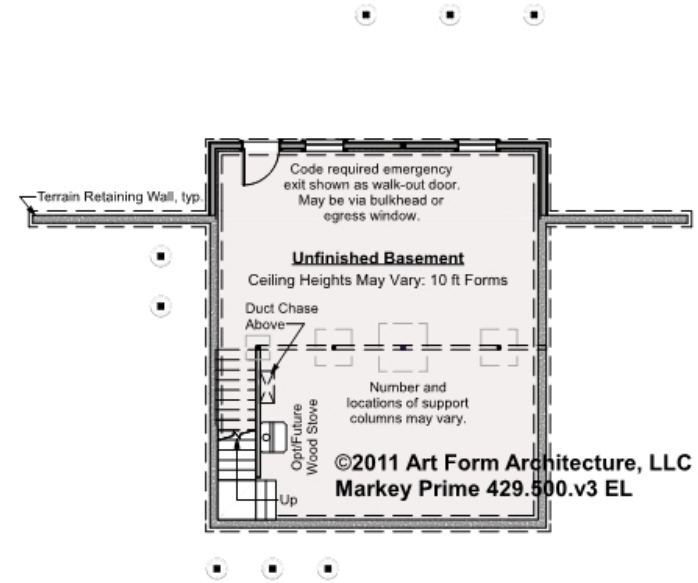 Code required emergency
exit shown as walk-out door.
May be via bulkhead or
egress window.
Terrain Retaining Wall, typ.
Unfinished Basement
Ceiling Heights May Vary: 10 ft Forms
Duct Chase
Above
Number and
locations of support
columns may vary.
Opt/Future
Wood Stove
Up
©2011 Art Form Architecture, LLC
Markey Prime 429.500.v3 EL